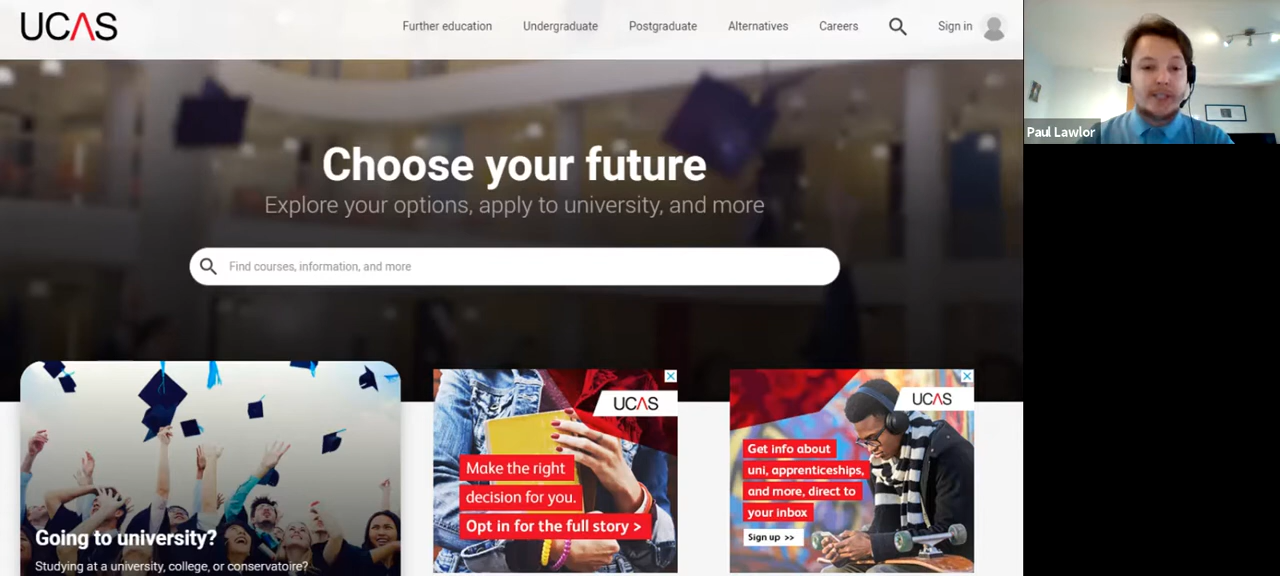 UCAS
Further education
Undergraduate
Postgraduate
Alternatives
Careers
Sign in
Paul Lawlor
Choose your future
Explore your options, apply to university, and more
Find courses, information, and more
Going to university?
Studying at a university, college, or conservatoire?
UCAS
Make the right
decision for you.
Opt in for the full story >
UCAS
Get info about
uni, apprenticeships,
and more, direct to
your inbox
Sign up >>